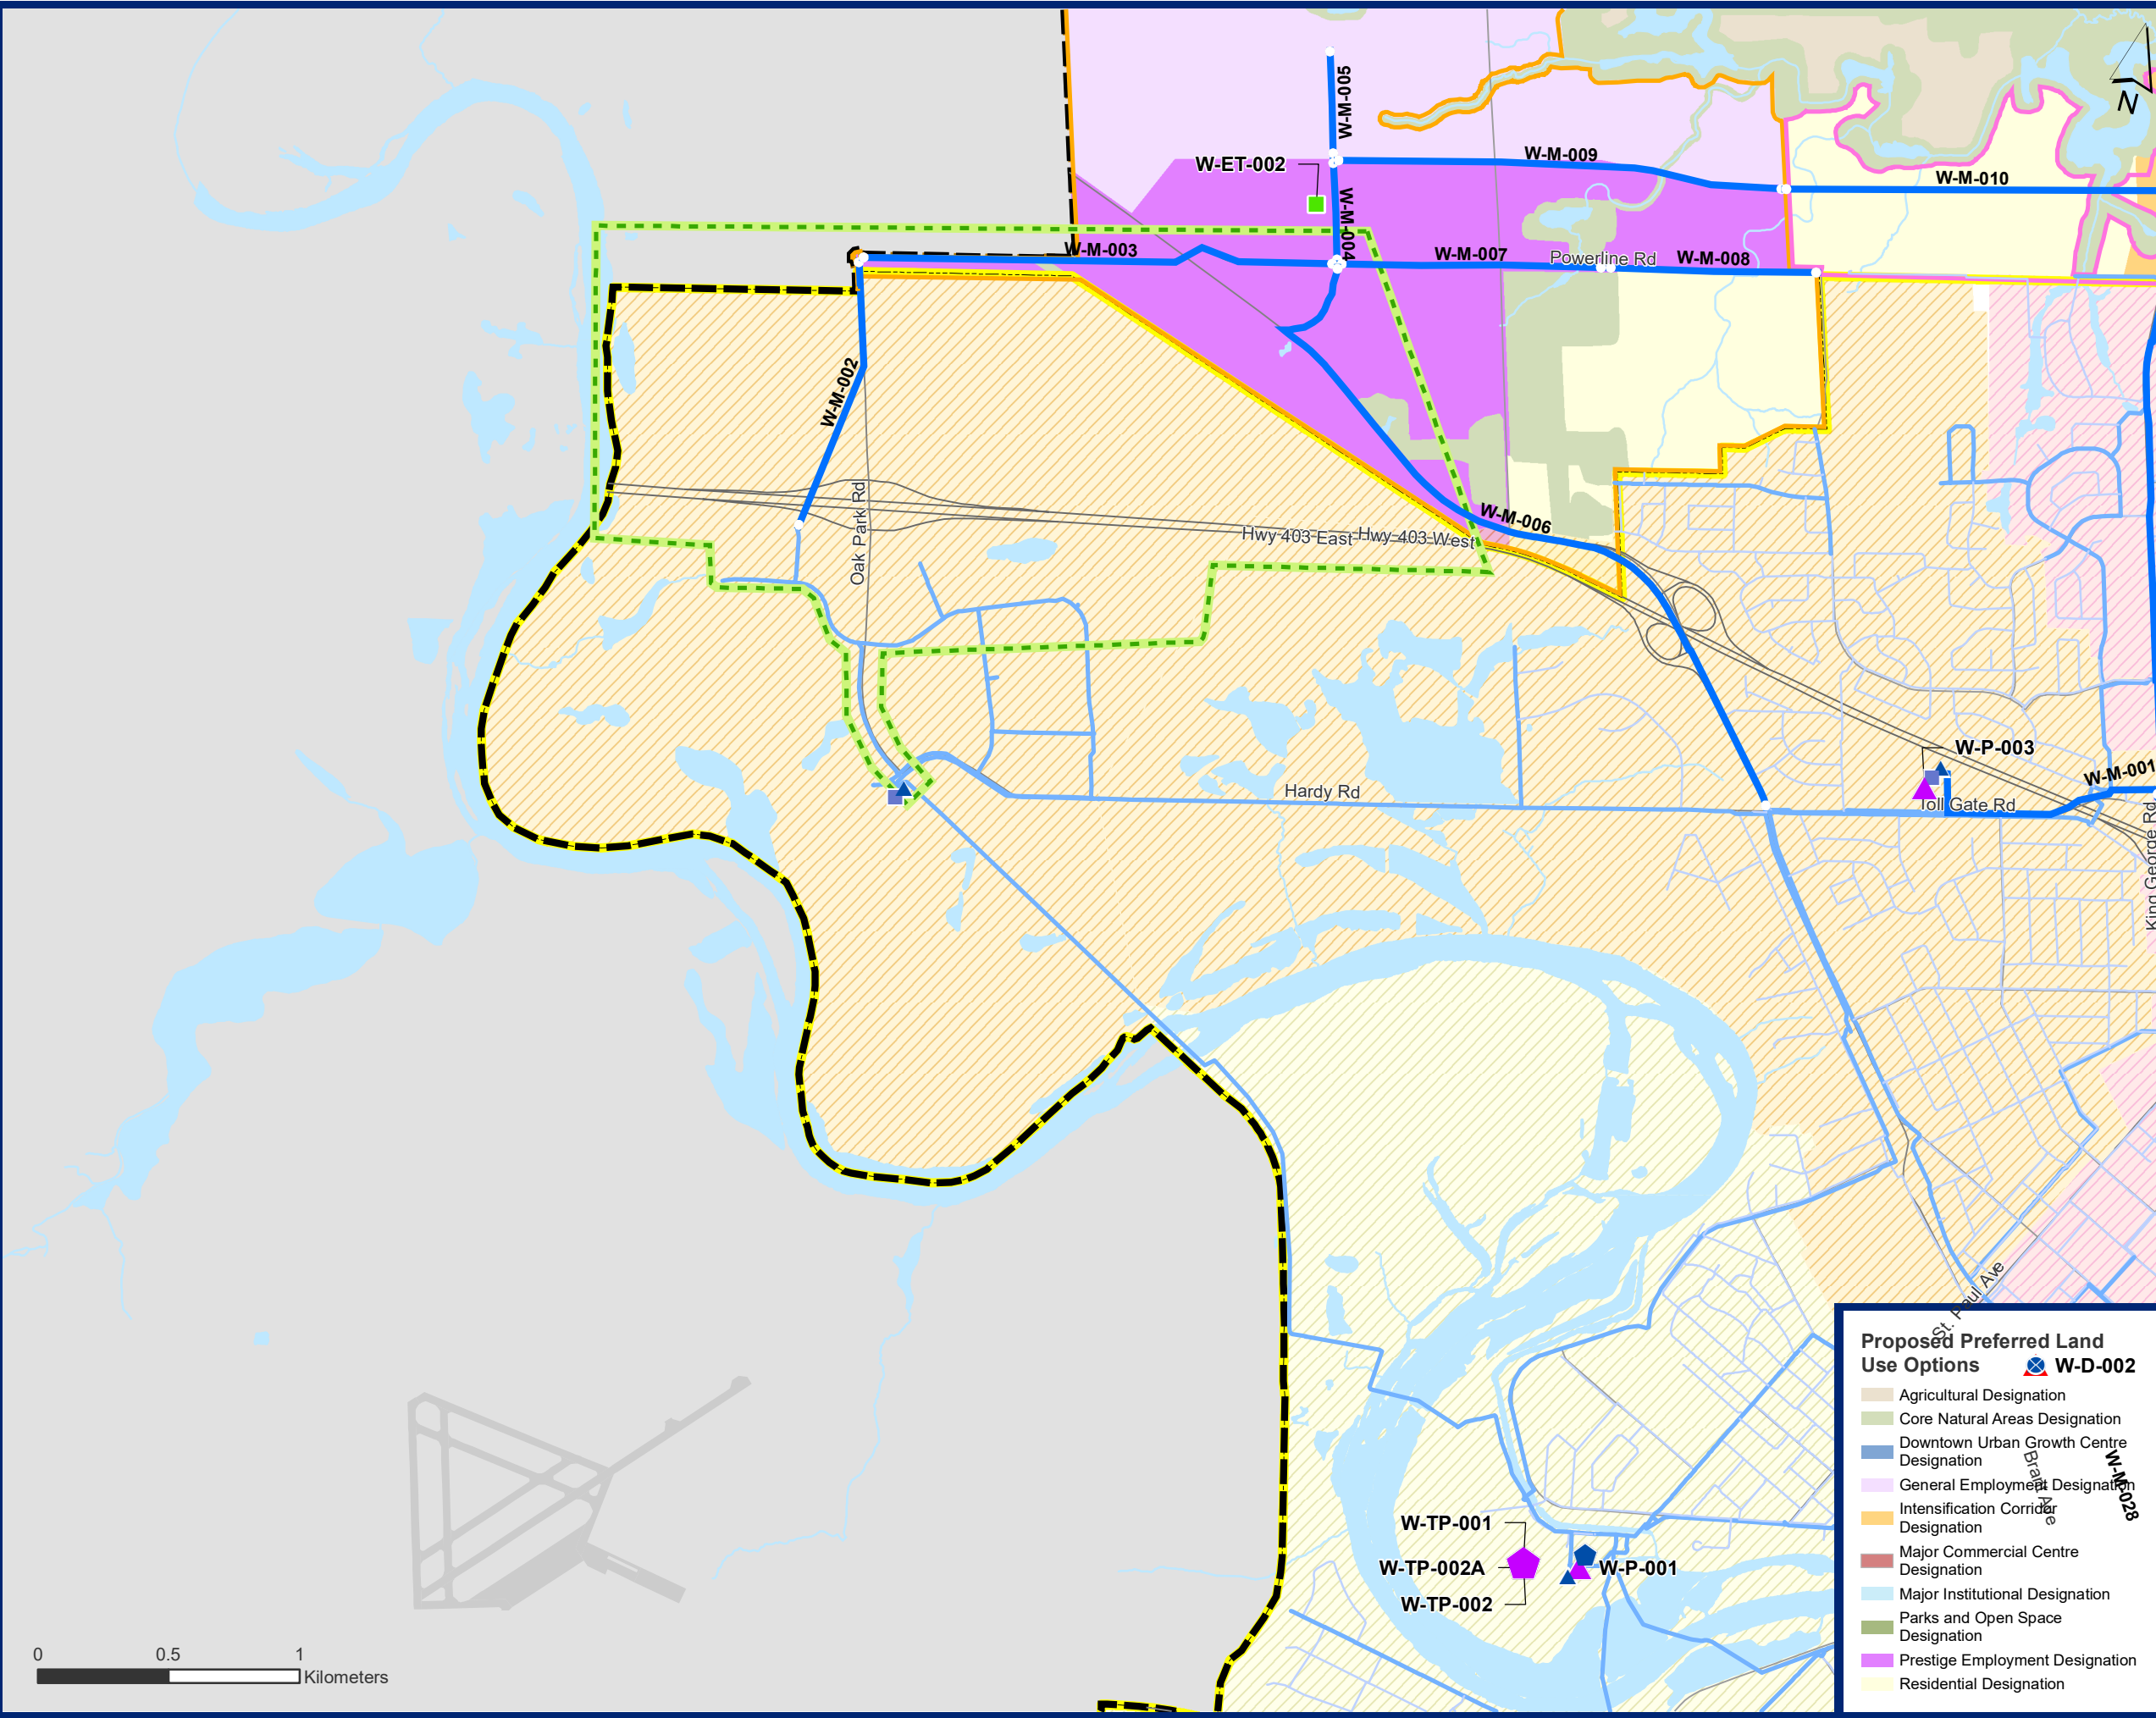 W-M-005
N
W-ET-002
W-M-009
W-M-010
W-M-004
W-M-003
W-M-007
Powerline Rd
W-M-008
W-M-002
Oak Park Rd
W-M-006
Hwy 403 East
Hwy 403 West
W-P-003
W-M-001
Hardy Rd
Toll Gate Rd
King George Rd
St. Paul Ave
Proposed Preferred Land
Use Options
W-D-002
Agricultural Designation
Core Natural Areas Designation
Downtown Urban Growth Centre
Designation
General Employment Designation
Intensification Corridor
Designation
Major Commercial Centre
Designation
Major Institutional Designation
Parks and Open Space
Designation
Prestige Employment Designation
Residential Designation
Brant Ave
W-M-028
W-TP-001
W-TP-002A
W-P-001
W-TP-002
0 0.5 1
Kilometers